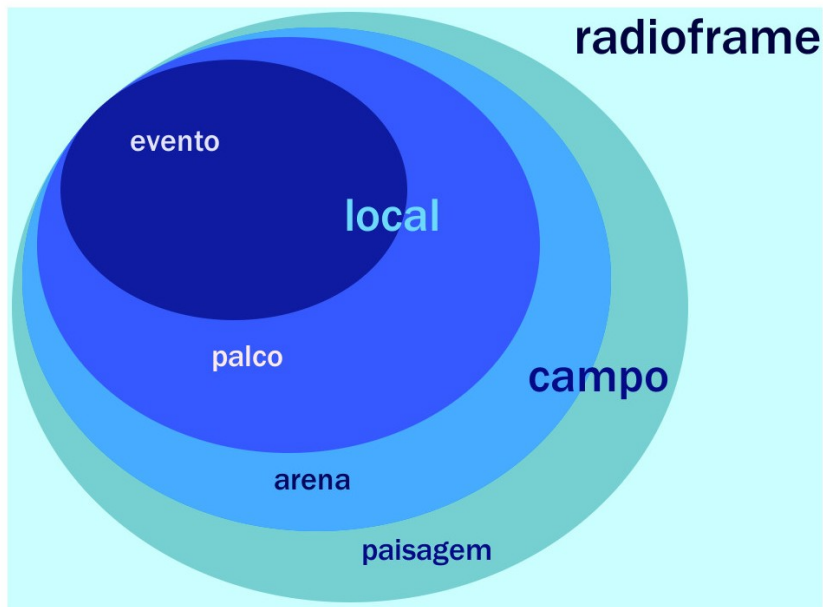 radioframe
evento
local
palco
campo
arena
paisagem